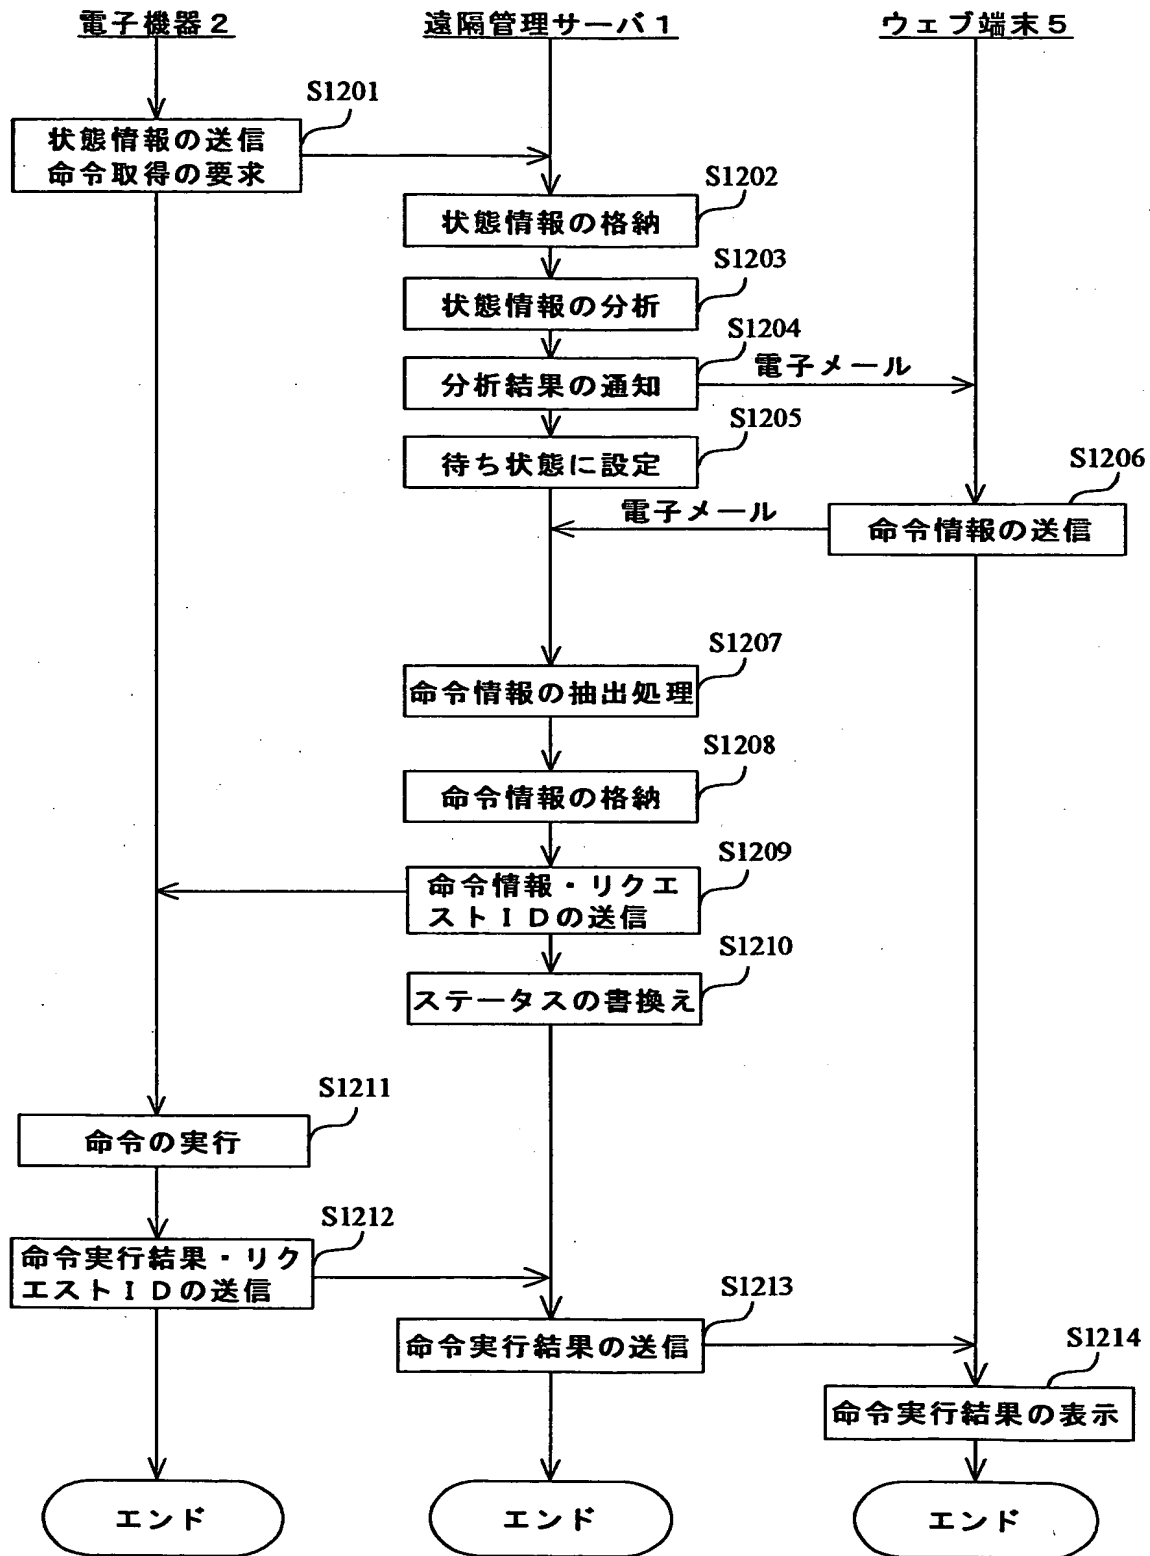 電子機器2
遠隔管理サーバ1
ウェブ端末5
S1201
状態情報の送信
命令取得の要求
S1202
状態情報の格納
S1203
状態情報の分析
S1204
分析結果の通知
電子メール
S1205
待ち状態に設定
S1206
電子メール
命令情報の送信
S1207
命令情報の抽出処理
S1208
命令情報の格納
S1209
命令情報・リクエ
ストIDの送信
S1210
ステータスの書換え
S1211
命令の実行
S1212
命令実行結果・リク
エストIDの送信
S1213
命令実行結果の送信
S1214
命令実行結果の表示
エンド
エンド
エンド